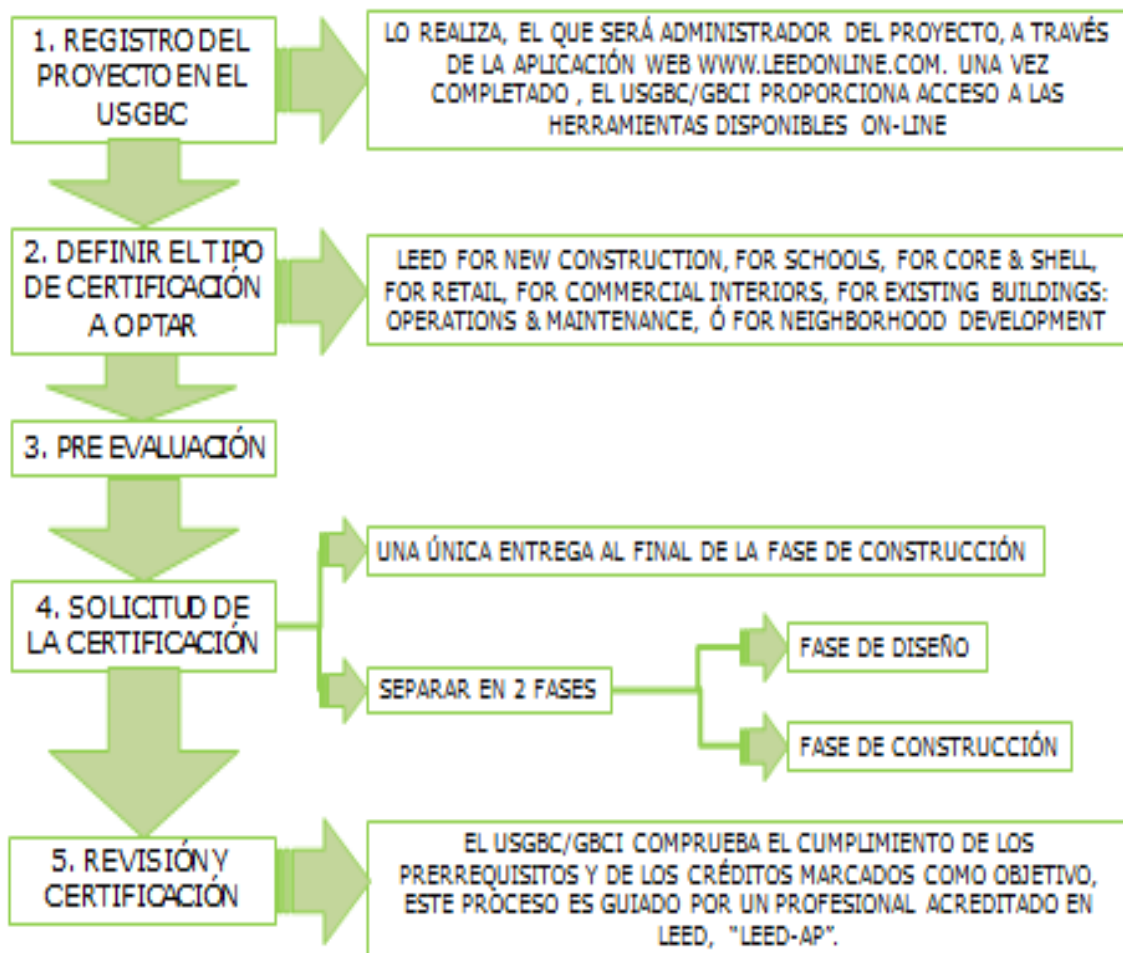 1. REGISTRO DEL
PROYECTO EN EL
USGBC
LO REALIZA, EL QUE SERÁ ADMINISTRADOR DEL PROYECTO, A TRAVÉS
DE LA APLICACIÓN WEB WWW.LEEDONLINE.COM. UNA VEZ
COMPLETADO , EL USGBC/GBCI PROPORCIONA ACCESO A LAS
HERRAMIENTAS DISPONIBLES ON-LINE
2. DEFINIR EL TIPO
DE CERTIFICACIÓN
A OPTAR
LEED FOR NEW CONSTRUCTION, FOR SCHOOLS, FOR CORE & SHELL,
FOR RETAIL, FOR COMMERCIAL INTERIORS, FOR EXISTING BUILDINGS:
OPERATIONS & MAINTENANCE, Ó FOR NEIGHBORHOOD DEVELOPMENT
3. PRE EVALUACIÓN
4. SOLICITUD DE
LA CERTIFICACIÓN
UNA ÚNICA ENTREGA AL FINAL DE LA FASE DE CONSTRUCCIÓN
SEPARAR EN 2 FASES
FASE DE DISEÑO
FASE DE CONSTRUCCIÓN
5. REVISIÓN Y
CERTIFICACIÓN
EL USGBC/GBCI COMPRUEBA EL CUMPLIMIENTO DE LOS
PRERREQUISITOS Y DE LOS CRÉDITOS MARCADOS COMO OBJETIVO,
ESTE PROCESO ES GUIADO POR UN PROFESIONAL ACREDITADO EN
LEED, “LEED-AP”.